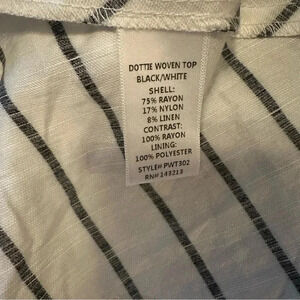 DOTTIE WOVEN TOP
BLACK/WHITE
SHELL:
75% RAYON
17% NYLON
8% LINEN
CONTRAST:
100% RAYON
LINING:
100% POLYESTER
STYLE# PWT302
RN# 143213